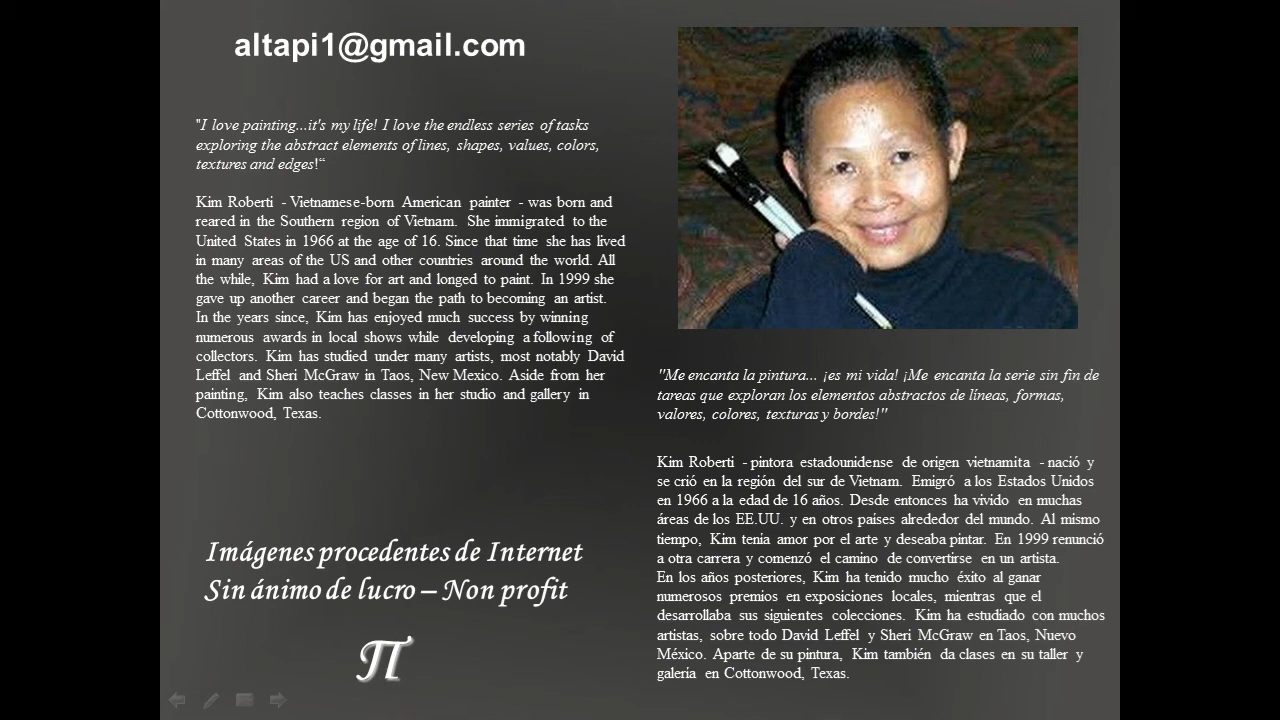 altapi1@gmail.com
"I love painting...it's my life! I love the endless series of tasks
exploring the abstract elements of lines, shapes, values, colors,
textures and edges!“
Kim Roberti - Vietnamese-born American painter - was born and
reared in the Southern region of Vietnam. She immigrated to the
United States in 1966 at the age of 16. Since that time she has lived
in many areas of the US and other countries around the world. All
the while, Kim had a love for art and longed to paint. In 1999 she
gave up another career and began the path to becoming an artist.
In the years since, Kim has enjoyed much success by winning
numerous awards in local shows while developing a following of
collectors. Kim has studied under many artists, most notably David
Leffel and Sheri McGraw in Taos, New Mexico. Aside from her
painting, Kim also teaches classes in her studio and gallery in
Cottonwood, Texas.
Imágenes procedentes de Internet
Sin ánimo de lucro – Non profit
π
"Me encanta la pintura... ¡es mi vida! ¡Me encanta la serie sin fin de
tareas que exploran los elementos abstractos de líneas, formas,
valores, colores, texturas y bordes!"
Kim Roberti - pintora estadounidense de origen vietnamita - nació y
se crió en la región del sur de Vietnam. Emigró a los Estados Unidos
en 1966 a la edad de 16 años. Desde entonces ha vivido en muchas
áreas de los EE.UU. y en otros paises alrededor del mundo. Al mismo
tiempo, Kim tenia amor por el arte y deseaba pintar. En 1999 renunció
a otra carrera y comenzó el camino de convertirse en un artista.
En los años posteriores, Kim ha tenido mucho éxito al ganar
numerosos premios en exposiciones locales, mientras que el
desarrollaba sus siguientes colecciones. Kim ha estudiado con muchos
artistas, sobre todo David Leffel y Sheri McGraw en Taos, Nuevo
México. Aparte de su pintura, Kim también da clases en su taller y
galeria en Cottonwood, Texas.